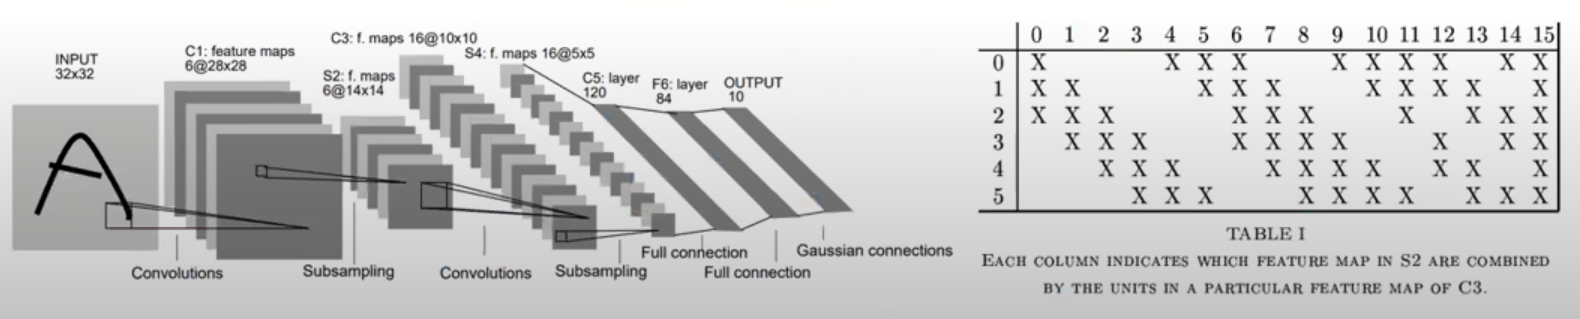 INPUT
32x32
C1: feature maps
6@28x28
S2: f. maps
6@14x14
C3: f. maps 16@10x10
S4: f. maps 16@5x5
C5: layer
120
F6: layer
84
OUTPUT
10
Convolutions
Subsampling
Convolutions
Subsampling
Full connection
Full connection
Gaussian connections
0 1 2 3 4 5 6 7 8 9 10 11 12 13 14 15
0 X X X X X X X X X X
1 X X X X X X X X X X
2 X X X X X X X X X X
3 X X X X X X X X X X
4 X X X X X X X X X X
5 X X X X X X X X X X
TABLE I
EACH COLUMN INDICATES WHICH FEATURE MAP IN S2 ARE COMBINED
BY THE UNITS IN A PARTICULAR FEATURE MAP OF C3.